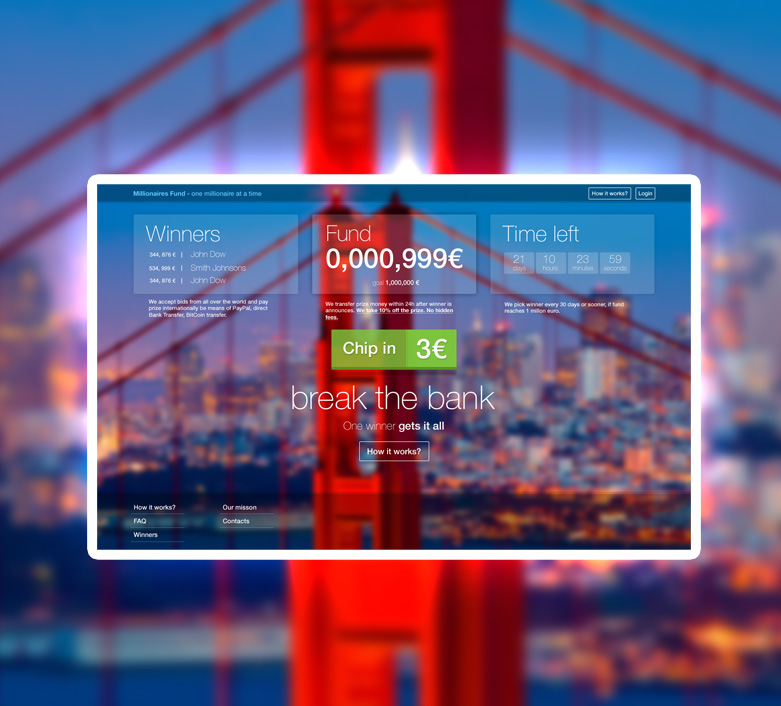 Millionaires Fund - one millionaire at a time
How it works?
Login
Winners
344, 876 € | John Dow
534, 989 € | Smith Johnsons
344, 876 € | John Dow
We accept bids from all over the world and pay
prize internationally be means of PayPal, direct
Bank Transfer, BitCoin transfer.
Fund
0,000,999€
goal 1,000,000 €
We transfer prize money within 24h after winner is
announces. We take 10% off the prize. No hidden
fees.
Time left
21 10 23 59
days hours minutes seconds
We pick winner every 30 days or sooner, if fund
reaches 1 milion euro.
Chip in 3€
break the bank
One winner gets it all
How it works?
How it works?
FAQ
Winners
Our misson
Contacts